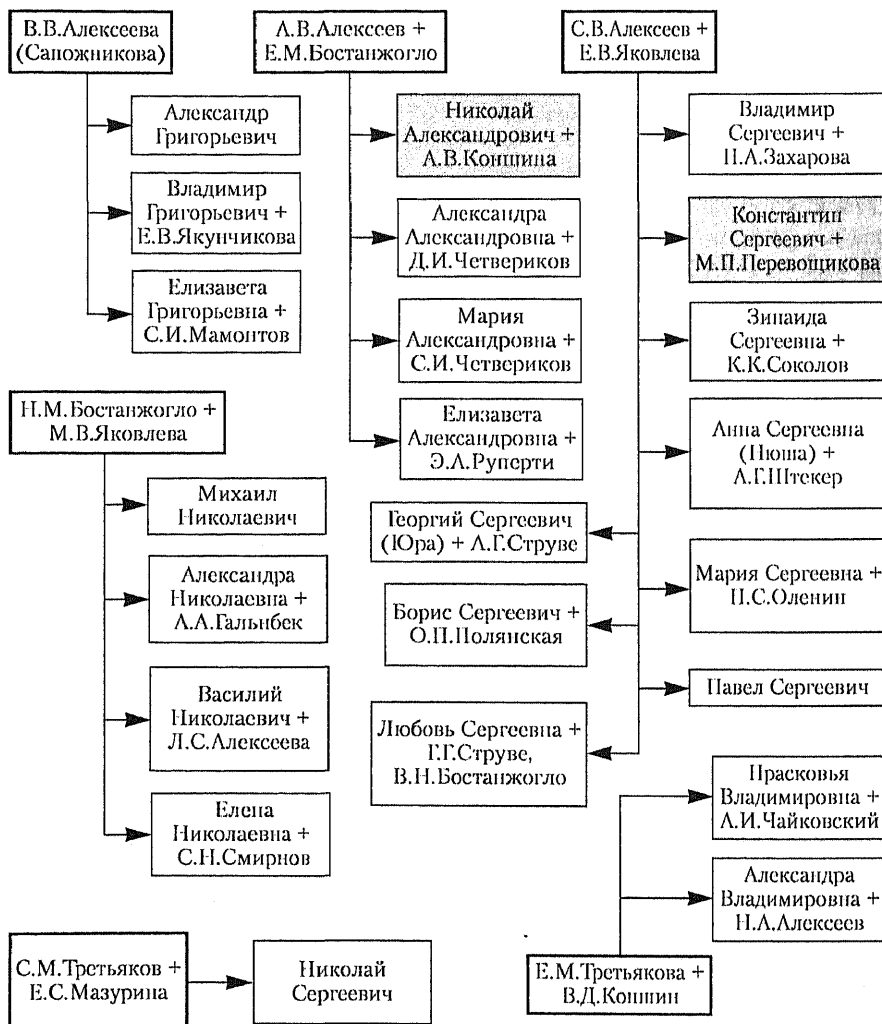 В.В.Алексеева
(Сапожникова)
Александр
Григорьевич
Владимир
Григорьевич +
Е.В.Якунчикова
Елизавета
Григорьевна +
С.И.Мамонтов
А.В.Алексеев +
Е.М.Бостанжогло
Николай
Александрович +
А.В.Коншина
Александра
Александровна +
Д.И.Четвериков
Мария
Александровна +
С.И.Четвериков
Елизавета
Александровна +
Э.А.Руперти
С.В.Алексеев +
Е.В.Яковлева
Владимир
Сергеевич +
П.А.Захарова
Константин
Сергеевич +
М.П.Перевощикова
Зинаида
Сергеевна +
К.К.Соколов
Анна Сергеевна
(Нюша) +
А.Г.Штекер
Георгий Сергеевич
(Юра) + А.Г.Струве
Мария Сергеевна +
П.С.Оленин
Борис Сергеевич +
О.П.Полянская
Павел Сергеевич
Любовь Сергеевна +
Г.Г.Струве,
В.Н.Бостанжогло
Н.М.Бостанжогло +
М.В.Яковлева
Михаил
Николаевич
Александра
Николаевна +
А.А.Гальнбек
Василий
Николаевич +
Л.С.Алексеева
Елена
Николаевна +
С.Н.Смирнов
Прасковья
Владимировна +
А.И.Чайковский
Александра
Владимировна +
Н.А.Алексеев
Е.М.Третьякова +
В.Д.Коншин
С.М.Третьяков +
Е.С.Мазурина
Николай
Сергеевич